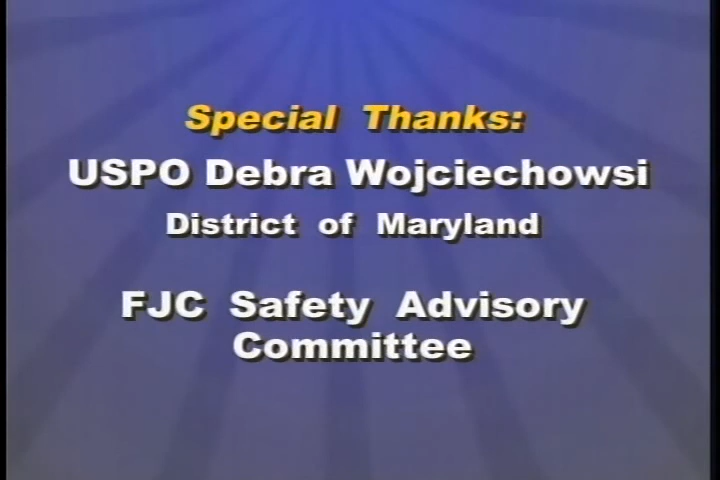 Special Thanks:
USPO Debra Wojciechowsi
District of Maryland
FJC Safety Advisory
Committee